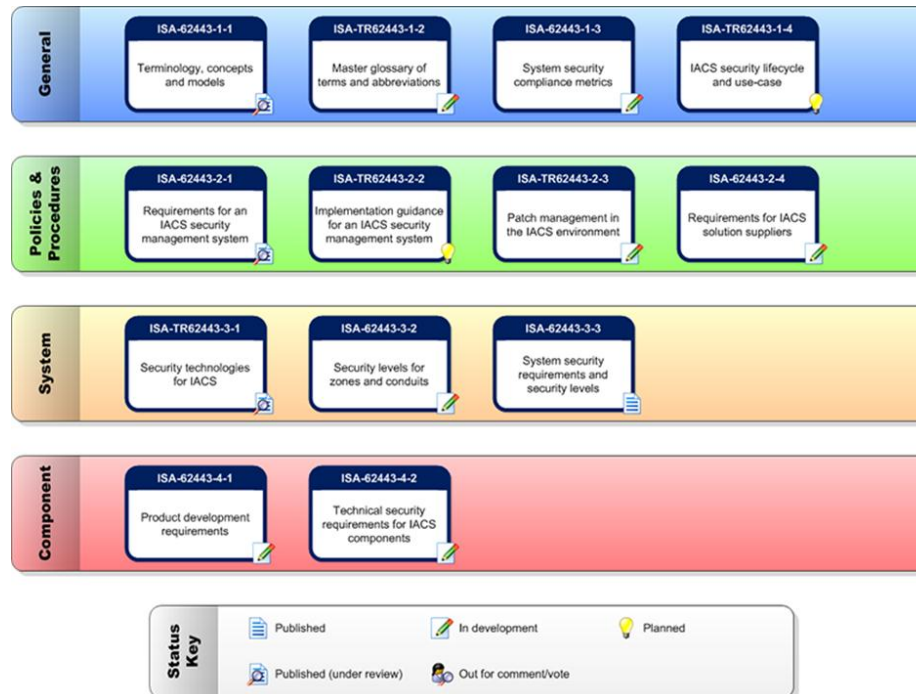 General
ISA-62443-1-1
Terminology, concepts
and models
ISA-TR62443-1-2
Master glossary of
terms and abbreviations
ISA-62443-1-3
System security
compliance metrics
ISA-TR62443-1-4
IACS security lifecycle
and use-case
Policies &
Procedures
ISA-62443-2-1
Requirements for an
IACS security
management system
ISA-TR62443-2-2
Implementation guidance
for an IACS security
management system
ISA-TR62443-2-3
Patch management in
the IACS environment
ISA-62443-2-4
Requirements for IACS
solution suppliers
System
ISA-TR62443-3-1
Security technologies
for IACS
ISA-62443-3-2
Security levels for
zones and conduits
ISA-62443-3-3
System security
requirements and
security levels
Component
ISA-62443-4-1
Product development
requirements
ISA-62443-4-2
Technical security
requirements for IACS
components
Status
Key
Published
In development
Planned
Published (under review)
Out for comment/vote